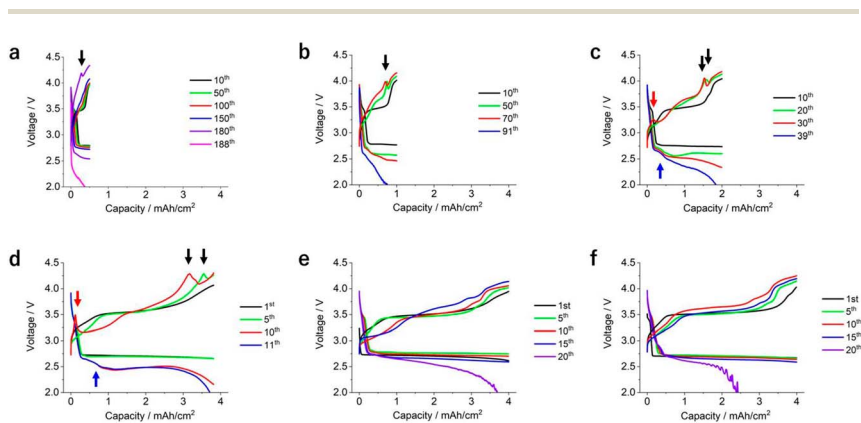 a
4.5
4.0
3.5
3.0
2.5
2.0
Voltage / V
0 1 2 3 4
Capacity / mAh/cm²
10th
50th
100th
150th
180th
188th
b
4.5
4.0
3.5
3.0
2.5
2.0
Voltage / V
0 1 2 3 4
Capacity / mAh/cm²
10th
50th
70th
91th
c
4.5
4.0
3.5
3.0
2.5
2.0
Voltage / V
0 1 2 3 4
Capacity / mAh/cm²
10th
20th
30th
39th
d
4.5
4.0
3.5
3.0
2.5
2.0
Voltage / V
0 1 2 3 4
Capacity / mAh/cm²
1st
5th
10th
11th
e
4.5
4.0
3.5
3.0
2.5
2.0
Voltage / V
0 1 2 3 4
Capacity / mAh/cm²
1st
5th
10th
15th
20th
f
4.5
4.0
3.5
3.0
2.5
2.0
Voltage / V
0 1 2 3 4
Capacity / mAh/cm²
1st
5th
10th
15th
20th